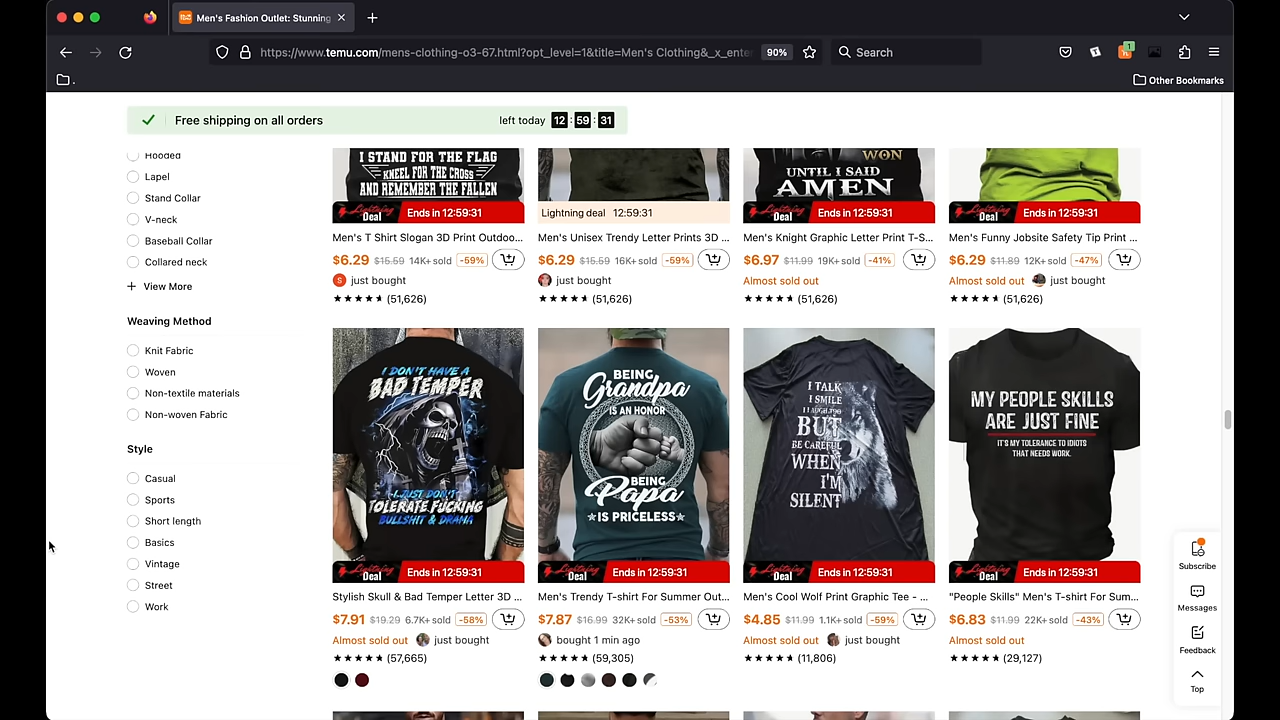 Men's Fashion Outlet: Stunning
https://www.temu.com/mens-clothing-o3-67.html?opt_level=1&title=Men's Clothing&_x_enter
90%
Search
1
.
Other Bookmarks
Free shipping on all orders
left today 12 : 59 : 31
Hooded
Lapel
Stand Collar
V-neck
Baseball Collar
Collared neck
View More
Weaving Method
Knit Fabric
Woven
Non-textile materials
Non-woven Fabric
Style
Casual
Sports
Short length
Basics
Vintage
Street
Work
I STAND FOR THE FLAG
KNEEL FOR THE CROSS
AND REMEMBER THE FALLEN
Lightning Deal Ends in 12:59:31
Men's T Shirt Slogan 3D Print Outdoo...
$6.29 $15.59 14K+ sold -59%
S just bought
(51,626)
Lightning deal 12:59:31
Men's Unisex Trendy Letter Prints 3D ...
$6.29 $15.59 16K+ sold -59%
just bought
(51,626)
WON
UNTIL I SAID
AMEN
Lightning Deal Ends in 12:59:31
Men's Knight Graphic Letter Print T-S...
$6.97 $11.99 19K+ sold -41%
Almost sold out
(51,626)
Lightning Deal Ends in 12:59:31
Men's Funny Jobsite Safety Tip Print ...
$6.29 $11.89 12K+ sold -47%
Almost sold out just bought
(51,626)
I DON'T HAVE A
BAD TEMPER
I JUST DON'T
TOLERATE FUCKING
BULLSHIT & DRAMA
Lightning Deal Ends in 12:59:31
Stylish Skull & Bad Temper Letter 3D ...
$7.91 $19.29 6.7K+ sold -58%
Almost sold out just bought
(57,665)
BEING
Grandpa
IS AN HONOR
BEING
Papa
IS PRICELESS
Lightning Deal Ends in 12:59:31
Men's Trendy T-shirt For Summer Out...
$7.87 $16.99 32K+ sold -53%
bought 1 min ago
(59,305)
I TALK
I SMILE
I LAUGH TOO
BUT
BE CAREFUL
WHEN
I'M
SILENT
Lightning Deal Ends in 12:59:31
Men's Cool Wolf Print Graphic Tee - ...
$4.85 $11.99 1.1K+ sold -59%
Almost sold out just bought
(11,806)
MY PEOPLE SKILLS
ARE JUST FINE
IT'S MY TOLERANCE TO IDIOTS
THAT NEEDS WORK.
Lightning Deal Ends in 12:59:31
"People Skills" Men's T-shirt For Sum...
$6.83 $11.99 22K+ sold -43%
Almost sold out
(29,127)
Subscribe
Messages
Feedback
Top